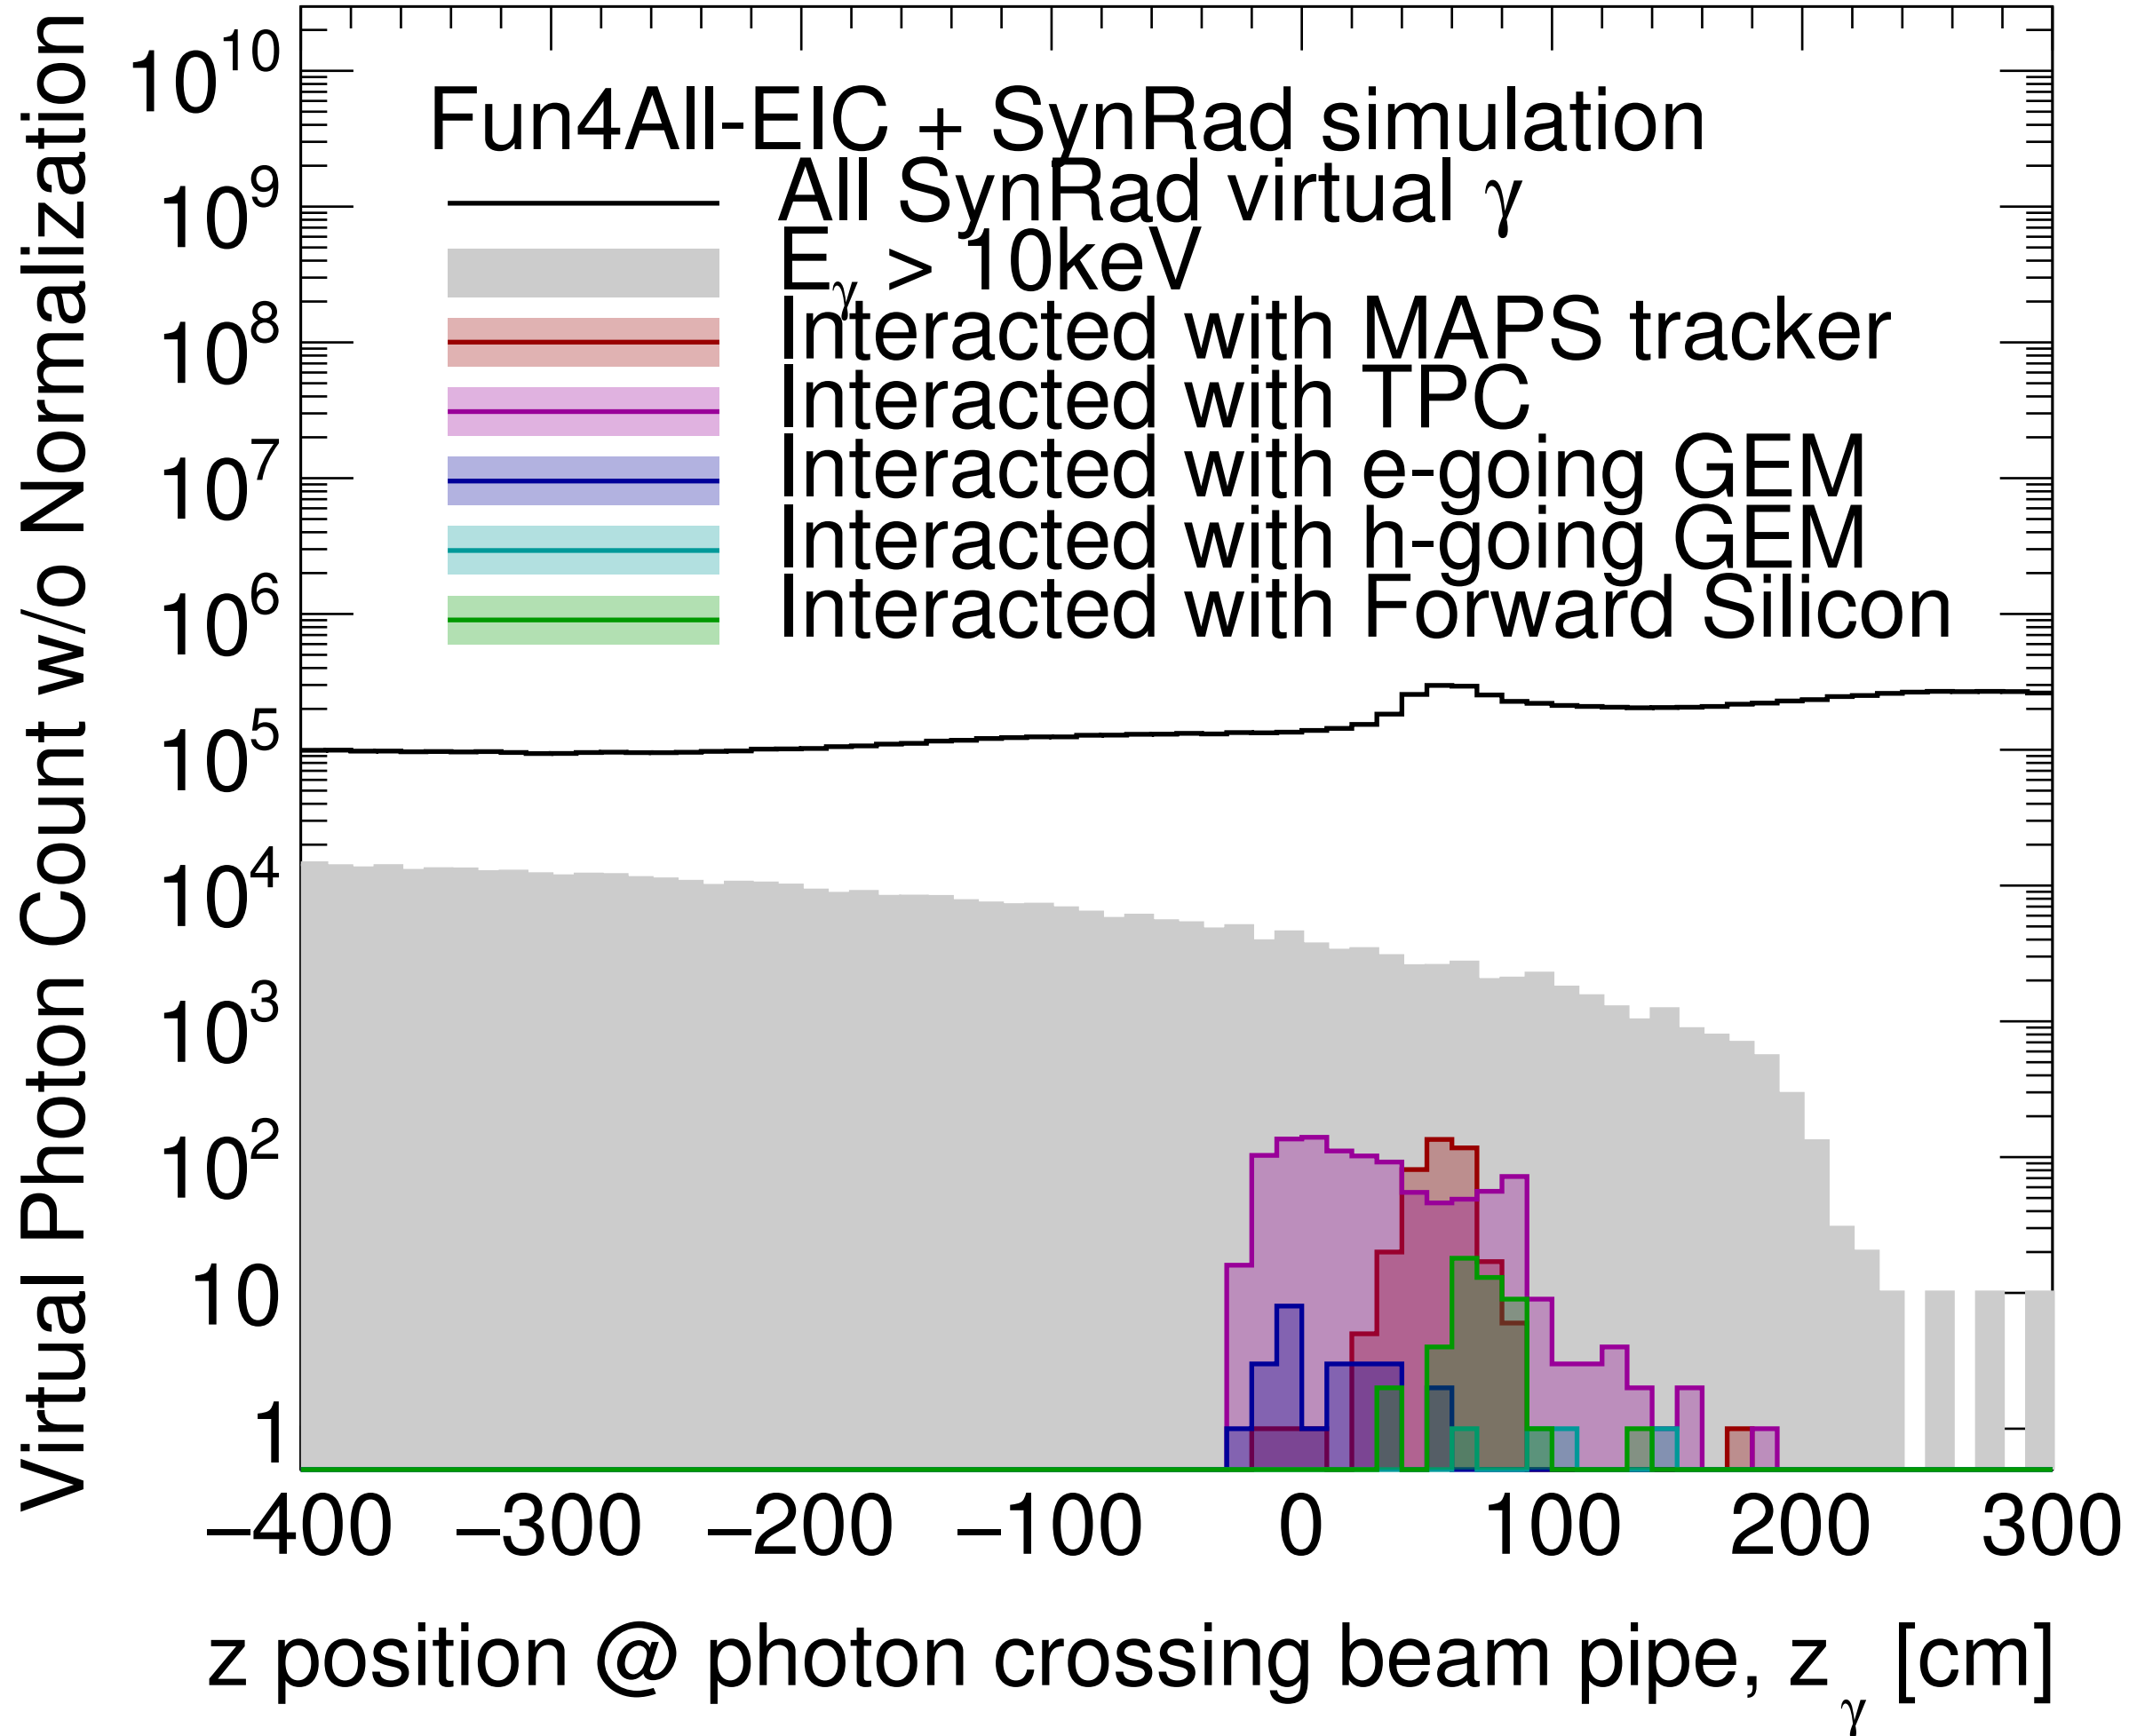 Virtual Photon Count w/o Normalization
10^10
10^9
10^8
10^7
10^6
10^5
10^4
10^3
10^2
10
1
Fun4All-EIC + SynRad simulation
All SynRad virtual γ
E_γ > 10keV
Interacted with MAPS tracker
Interacted with TPC
Interacted with e-going GEM
Interacted with h-going GEM
Interacted with Forward Silicon
−400 −300 −200 −100 0 100 200 300
z position @ photon crossing beam pipe, z_γ [cm]